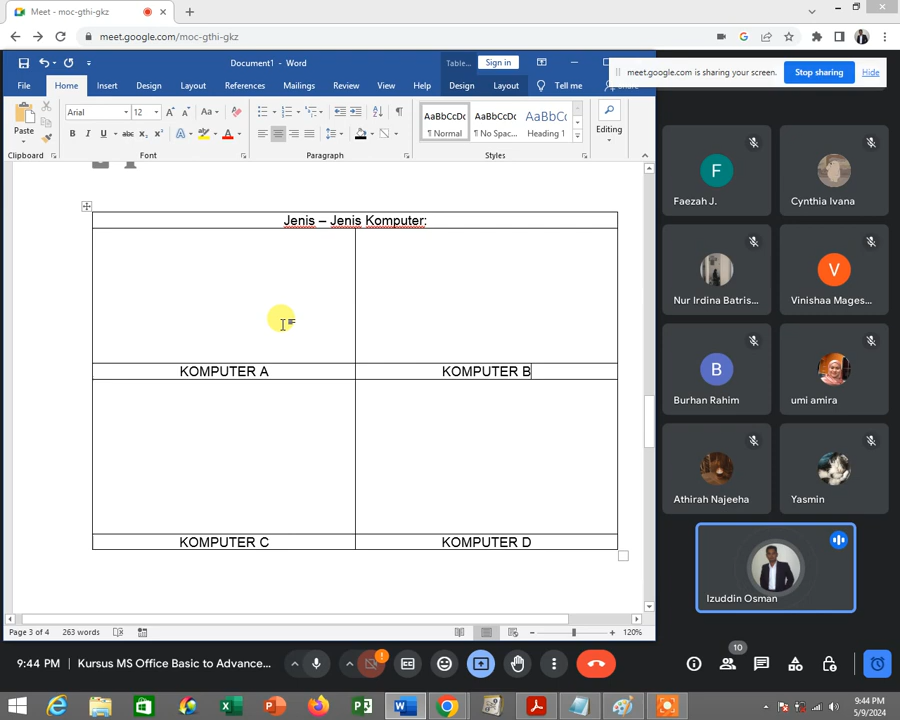 Meet - moc-gthi-gkz
meet.google.com/moc-gthi-gkz
Document1 - Word
Table...
Sign in
meet.google.com is sharing your screen.
Stop sharing
Hide
File
Home
Insert
Design
Layout
References
Mailings
Review
View
Help
Design
Layout
Tell me
Share
Paste
Clipboard
Arial
12
Font
Paragraph
AaBbCcDc
AaBbCcDc
AaBbCc
¶ Normal
¶ No Spac...
Heading 1
Styles
Editing
Jenis – Jenis Komputer:
KOMPUTER A
KOMPUTER B
KOMPUTER C
KOMPUTER D
Page 3 of 4
263 words
120%
F
Faezah J.
Cynthia Ivana
Nur Irdina Batris...
V
Vinishaa Mages...
B
Burhan Rahim
umi amira
Athirah Najeeha
Yasmin
Izuddin Osman
9:44 PM
Kursus MS Office Basic to Advance...
10
9:44 PM
5/9/2024